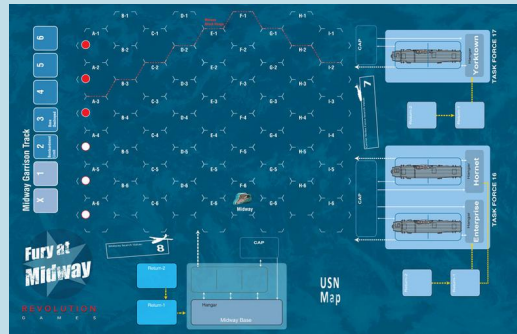 Midway Garrison Track
X
1
2
3
4
5
6
A-1
A-2
A-3
A-4
A-5
A-6
B-1
B-2
B-3
B-4
B-5
B-6
C-1
C-2
C-3
C-4
C-5
C-6
D-1
D-2
D-3
D-4
D-5
D-6
E-1
E-2
E-3
E-4
E-5
E-6
F-1
F-2
F-3
F-4
F-5
F-6
G-1
G-2
G-3
G-4
G-5
G-6
H-1
H-2
H-3
H-4
H-5
H-6
I-1
I-2
I-3
I-4
I-5
I-6
Midway
CAP
Yorktown
TASK FORCE 17
7
CAP
Hornet
Enterprise
TASK FORCE 16
Fury at
Midway
REVOLUTION
GAMES
8
Return 2
Return 1
CAP
Hangar
Midway Base
USN
Map